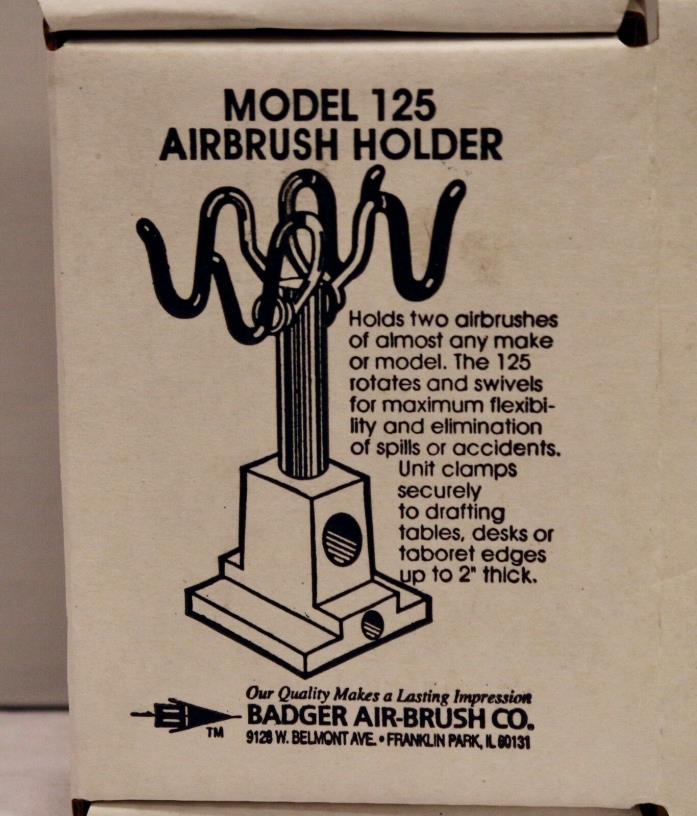 MODEL 125
AIRBRUSH HOLDER
Holds two airbrushes
of almost any make
or model. The 125
rotates and swivels
for maximum flexibi-
lity and elimination
of spills or accidents.
Unit clamps
securely
to drafting
tables, desks or
taboret edges
up to 2" thick.
Our Quality Makes a Lasting Impression
BADGER AIR-BRUSH CO.
TM
9128 W. BELMONT AVE. • FRANKLIN PARK, IL 60131